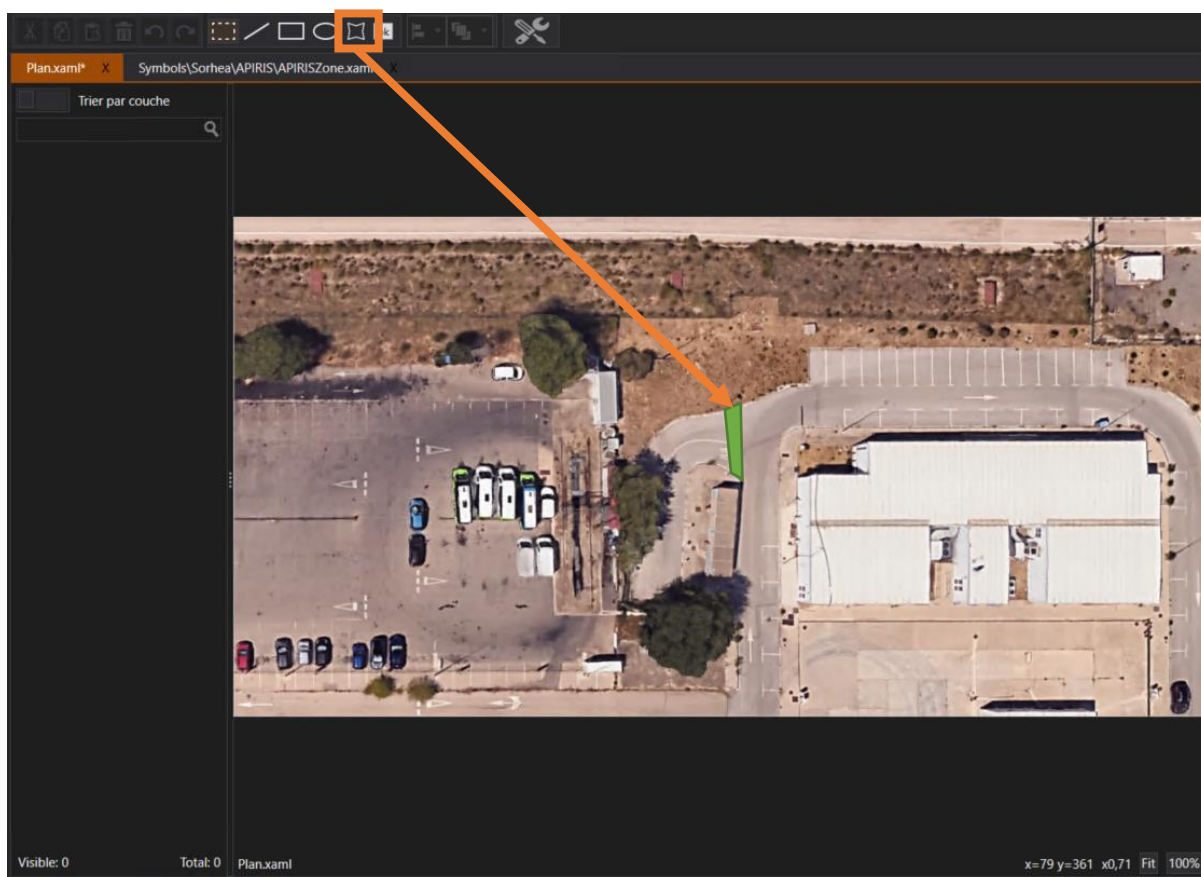 Plan.xaml* X Symbols\Sorhea\APIRIS\APIRISZone.xaml X
Trier par couche
Visible: 0 Total: 0 Plan.xaml x=79 y=361 x0,71 Fit 100%